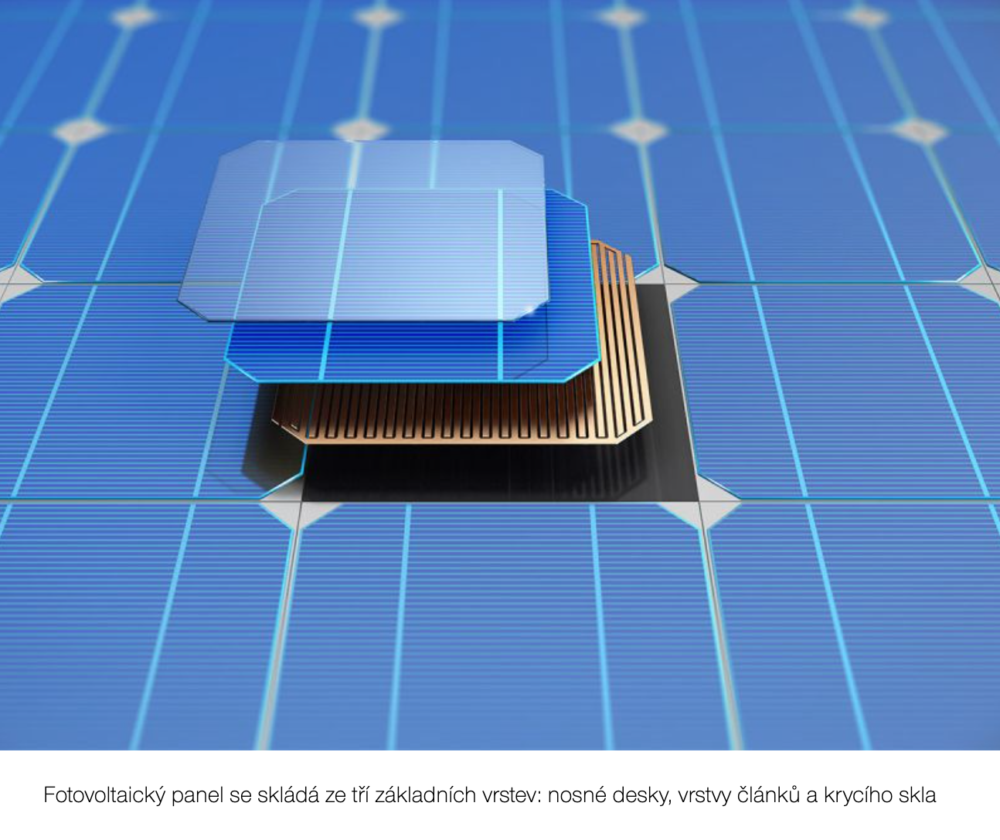 Fotovoltaický panel se skládá ze tří základních vrstev: nosné desky, vrstvy článků a krycího skla